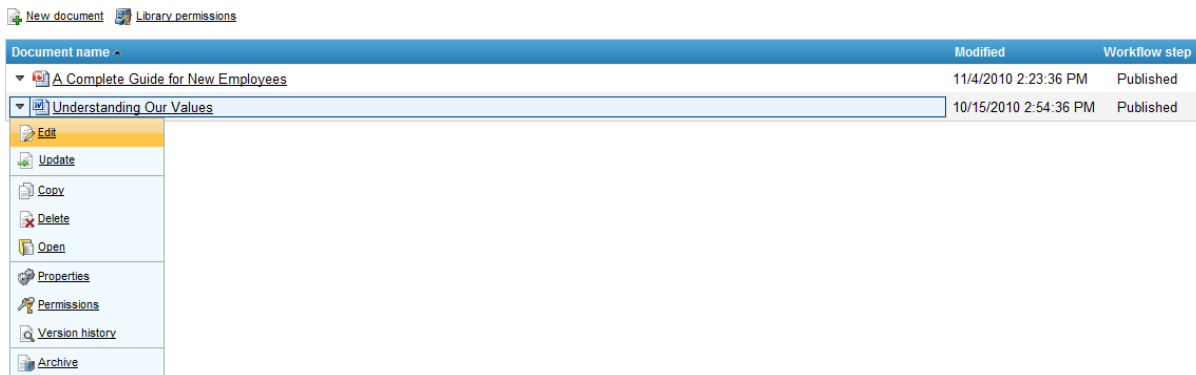 New document Library permissions
Document name Modified Workflow step
A Complete Guide for New Employees 11/4/2010 2:23:36 PM Published
Understanding Our Values 10/15/2010 2:54:36 PM Published
Edit
Update
Copy
Delete
Open
Properties
Permissions
Version history
Archive